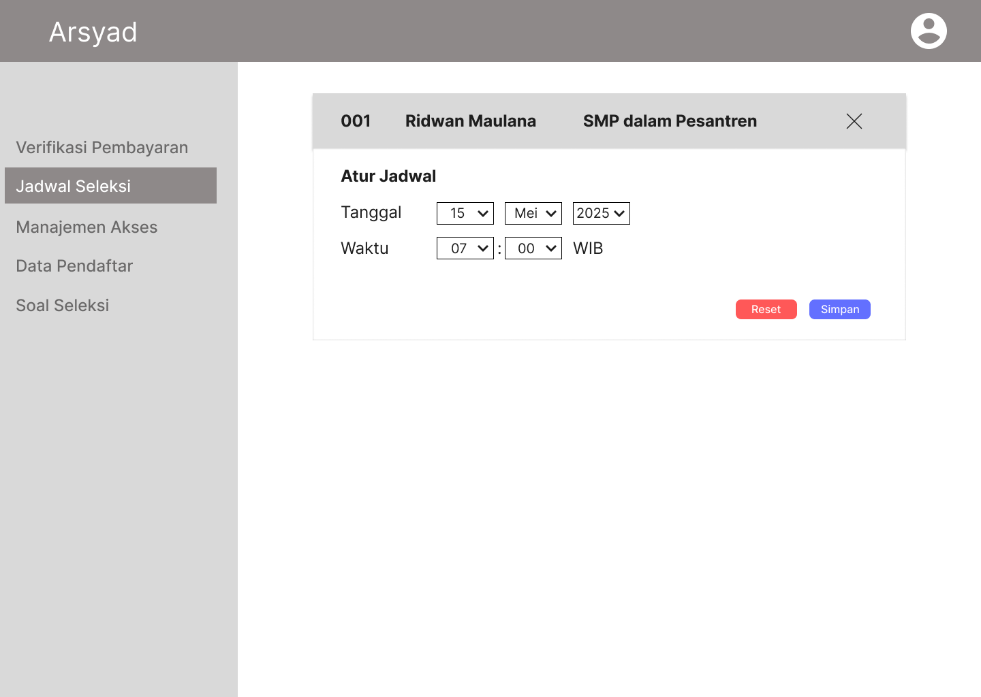 Arsyad
Verifikasi Pembayaran
Jadwal Seleksi
Manajemen Akses
Data Pendaftar
Soal Seleksi
001 Ridwan Maulana SMP dalam Pesantren
Atur Jadwal
Tanggal 15 Mei 2025
Waktu 07 : 00 WIB
Reset Simpan